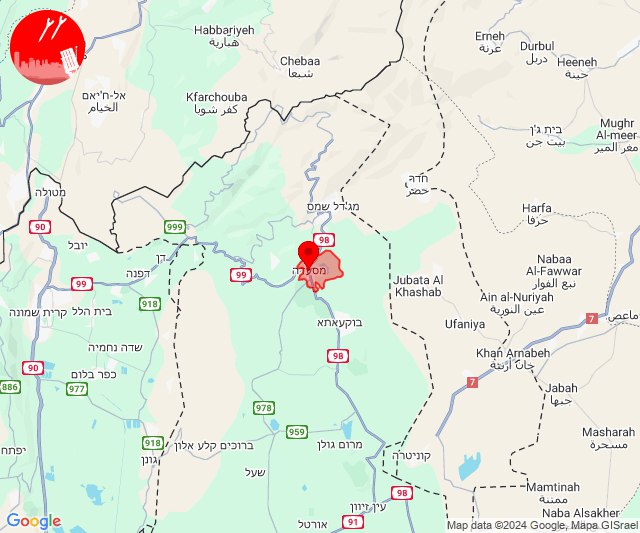 ٢٢
Habbariyeh
هبارية
Chebaa
شبعا
Erneh
عرنة
Durbul
دربل
Heeneh
حينة
אל-ח'יאם
الخيام
Kfarchouba
كفر شوبا
Mughr
Al-meer
مغر المير
בית ג'ן
بيت جن
חדר
حضر
מטולה
מג'דל שמס
Harfa
حرفا
90
999
98
יובל
דן
Nabaa
Al-Fawwar
نبع الفوار
99
דפנה
99
מסעדה
Jubata Al
Khashab
Ain al-Nuriyah
عين النورية
918
בית הלל
קרית שמונה
בוקעאתא
Ufaniya
7
ماعص
שדה נחמיה
98
Khan Arnabeh
خان أرنبة
90
כפר בלום
886
977
7
Jabah
جبها
978
959
Masharah
مسحرة
918
ברוכים קלע אלון
מרום גולן
קוניטרה
יפתח
גונן
שעל
Mamtinah
ممتنة
98
עין זיוון
Naba Alsakher
91
אורטל
Google
Map data ©2024 Google, Mapa GISrael